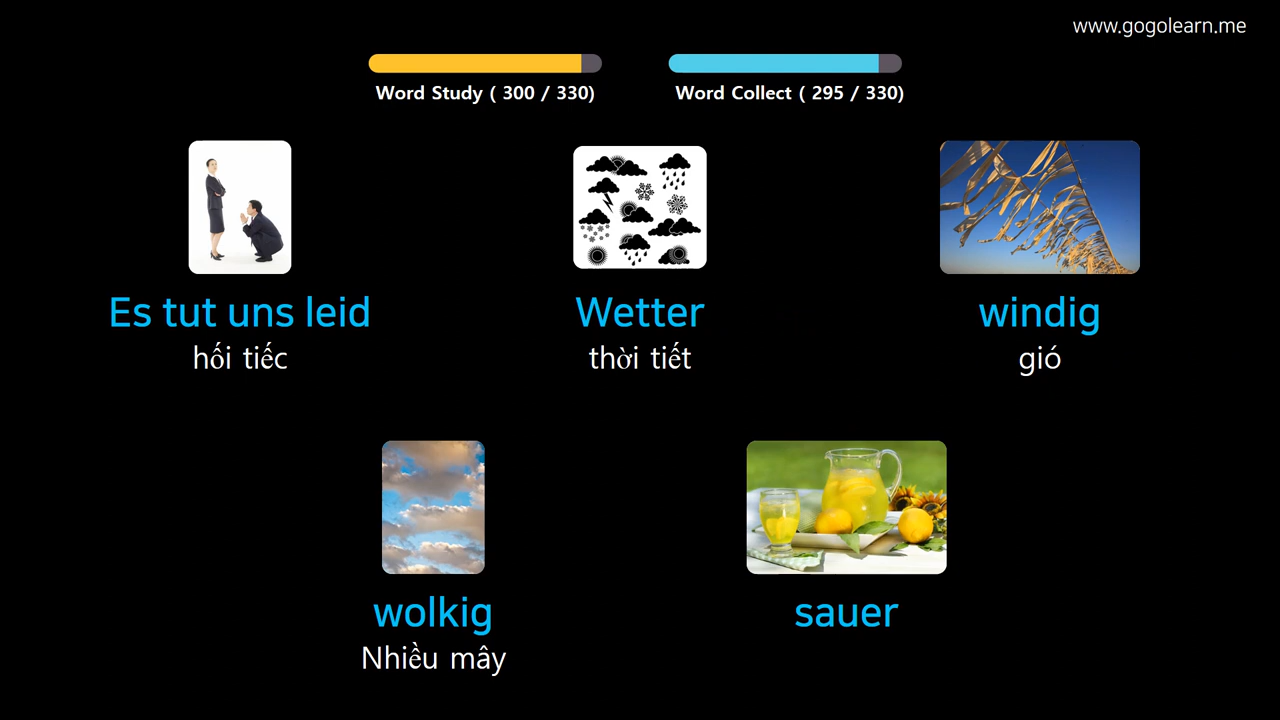 www.gogolearn.me
Word Study ( 300 / 330)
Word Collect ( 295 / 330)
Es tut uns leid
hối tiếc
Wetter
thời tiết
windig
gió
wolkig
Nhiều mây
sauer